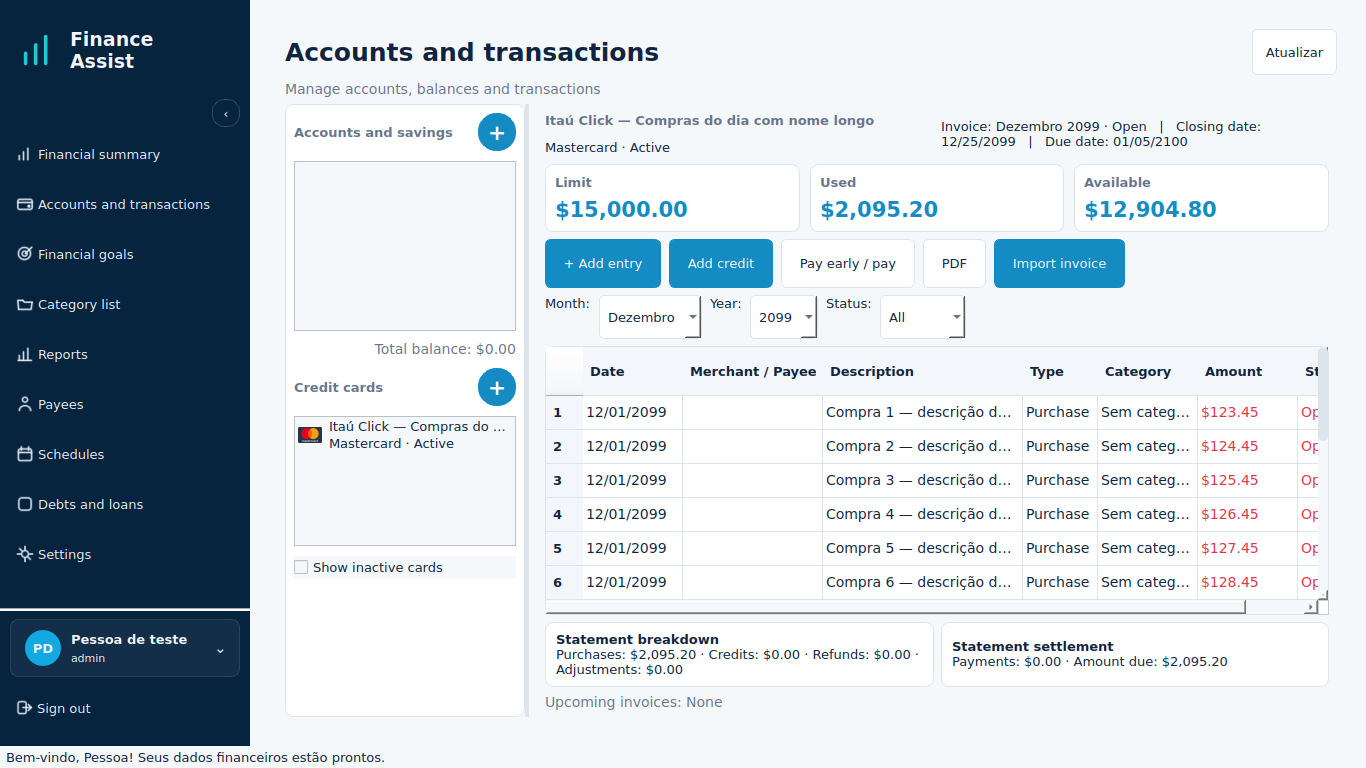 Finance
Assist
‹
Financial summary
Accounts and transactions
Financial goals
Category list
Reports
Payees
Schedules
Debts and loans
Settings
PD
Pessoa de teste
admin
Sign out
Accounts and transactions
Atualizar
Manage accounts, balances and transactions
Accounts and savings
+
Total balance: $0.00
Credit cards
+
Itaú Click — Compras do ...
Mastercard · Active
Show inactive cards
Itaú Click — Compras do dia com nome longo
Mastercard · Active
Invoice: Dezembro 2099 · Open | Closing date:
12/25/2099 | Due date: 01/05/2100
Limit
$15,000.00
Used
$2,095.20
Available
$12,904.80
+ Add entry
Add credit
Pay early / pay
PDF
Import invoice
Month: Dezembro Year: 2099 Status: All
Date Merchant / Payee Description Type Category Amount St
1 12/01/2099 Compra 1 — descrição d... Purchase Sem categ... $123.45 Op
2 12/01/2099 Compra 2 — descrição d... Purchase Sem categ... $124.45 Op
3 12/01/2099 Compra 3 — descrição d... Purchase Sem categ... $125.45 Op
4 12/01/2099 Compra 4 — descrição d... Purchase Sem categ... $126.45 Op
5 12/01/2099 Compra 5 — descrição d... Purchase Sem categ... $127.45 Op
6 12/01/2099 Compra 6 — descrição d... Purchase Sem categ... $128.45 Op
Statement breakdown
Purchases: $2,095.20 · Credits: $0.00 · Refunds: $0.00 ·
Adjustments: $0.00
Statement settlement
Payments: $0.00 · Amount due: $2,095.20
Upcoming invoices: None
Bem-vindo, Pessoa! Seus dados financeiros estão prontos.